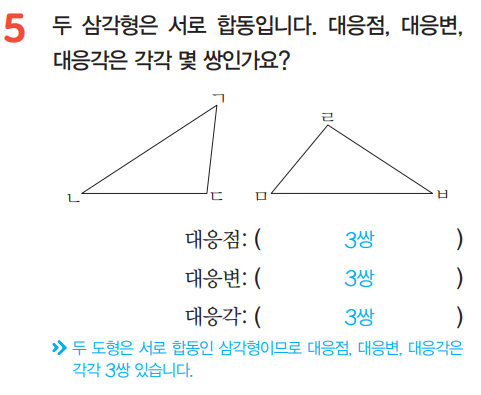 5 두 삼각형은 서로 합동입니다. 대응점, 대응변,
대응각은 각각 몇 쌍인가요?
ㄱ
ㄹ
ㄴ ㄷ ㅁ ㅂ
대응점: ( 3쌍 )
대응변: ( 3쌍 )
대응각: ( 3쌍 )
두 도형은 서로 합동인 삼각형이므로 대응점, 대응변, 대응각은
각각 3쌍 있습니다.